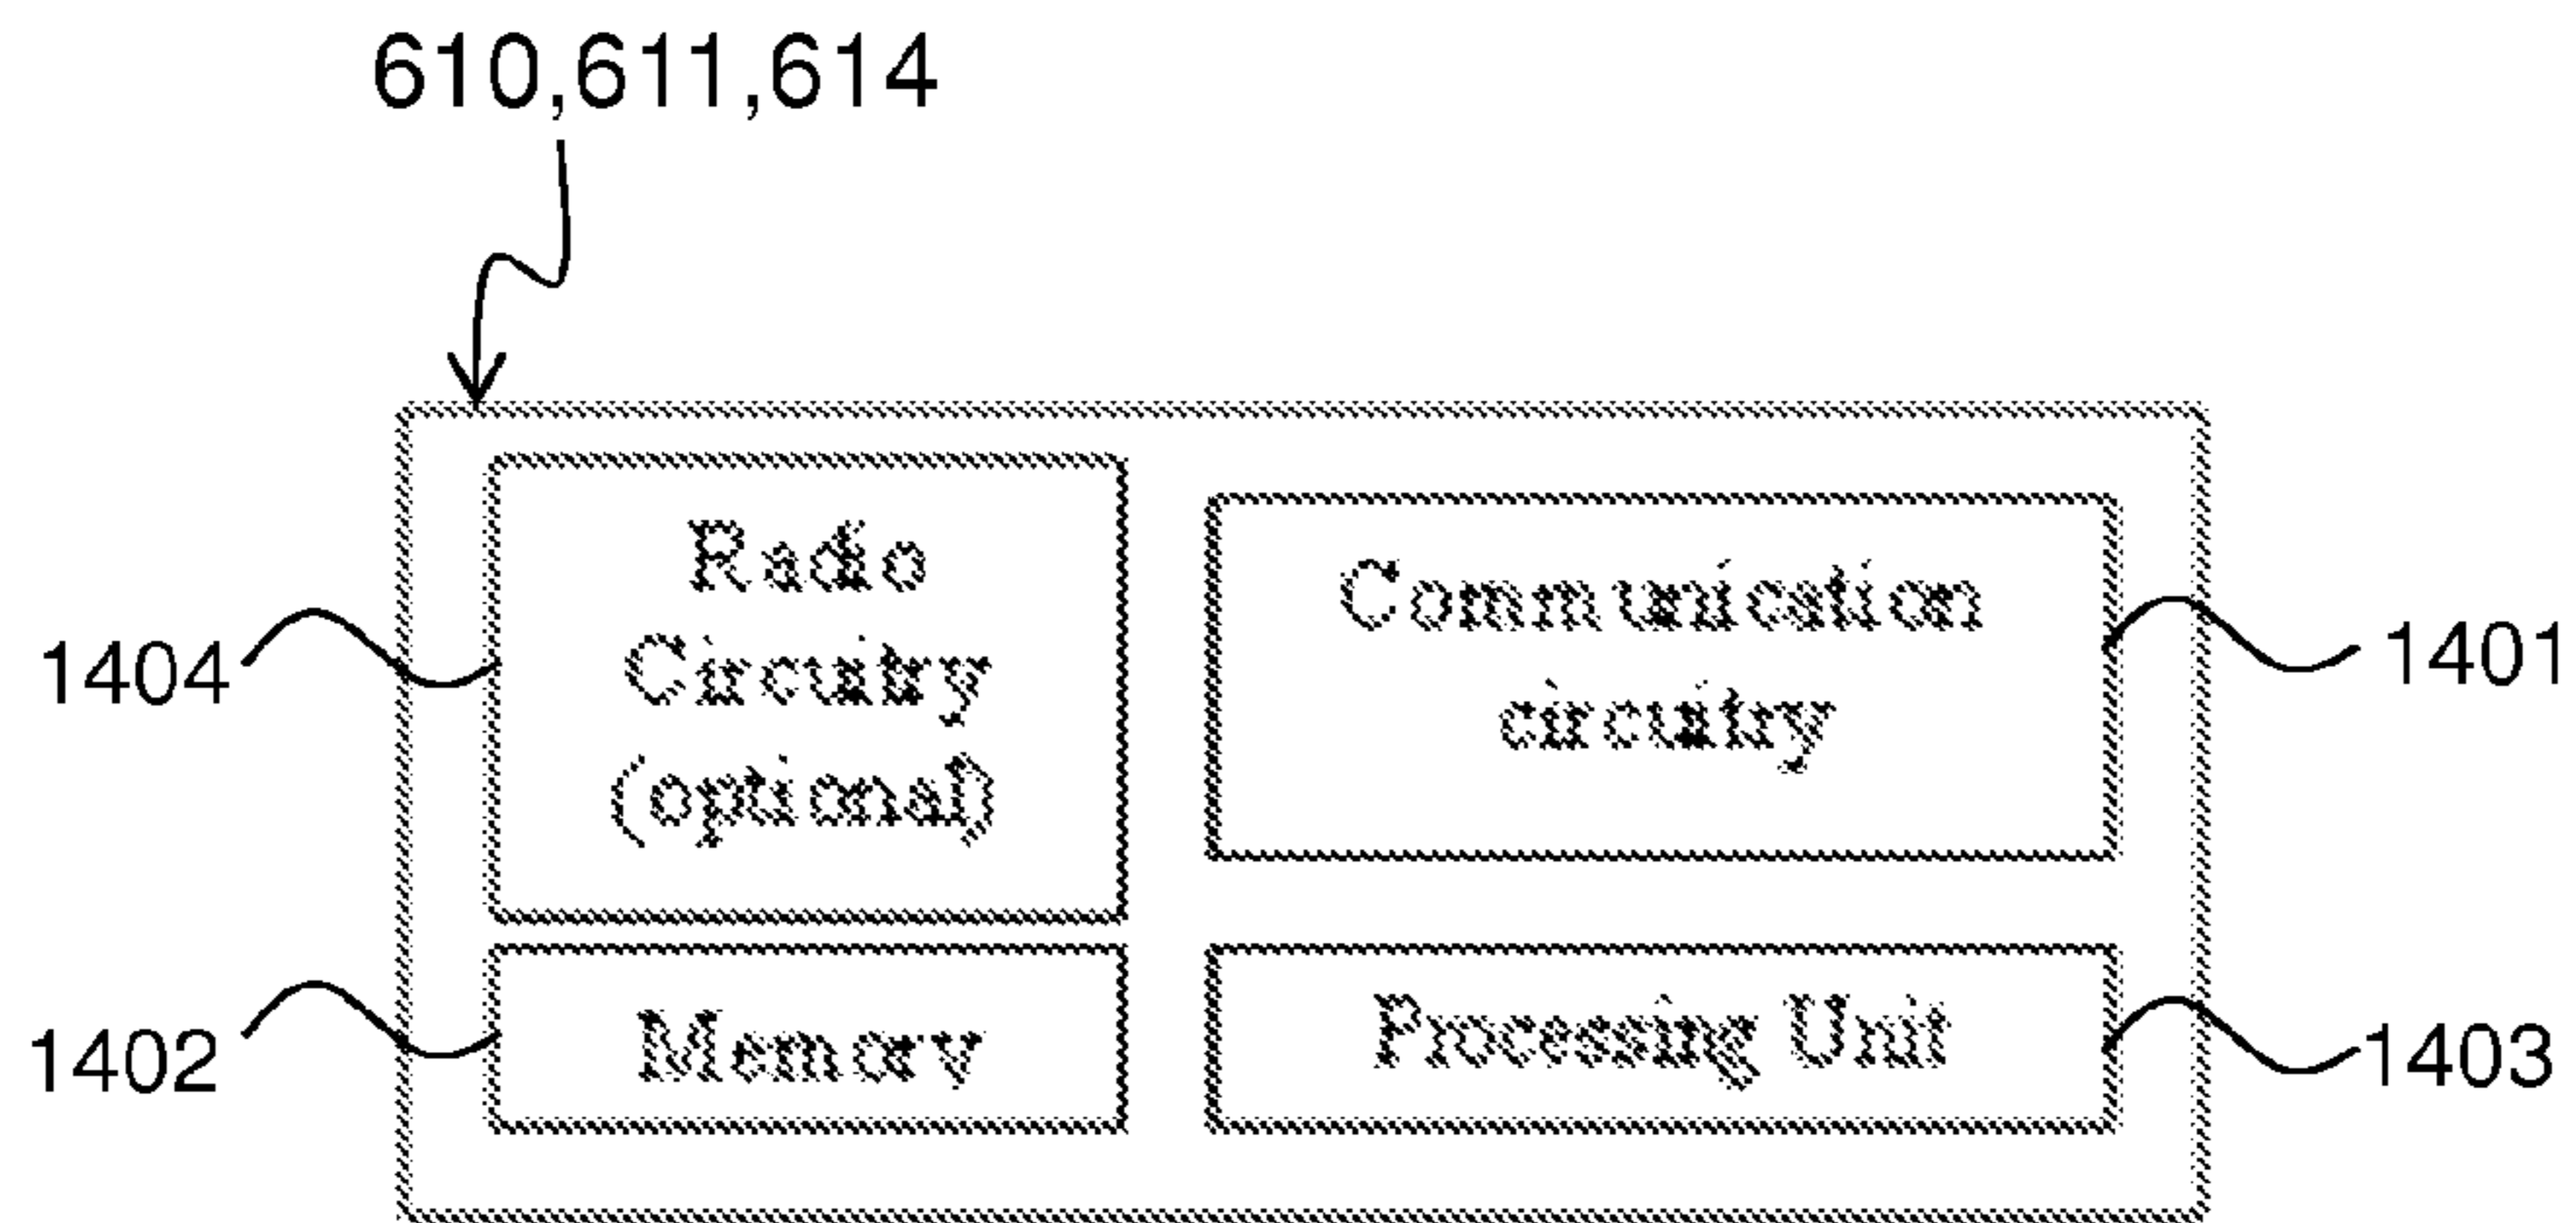 610,611,614
Radio
Circuitry
(optional)
Communication
circuitry
1404
1401
Memory
Processing Unit
1402
1403